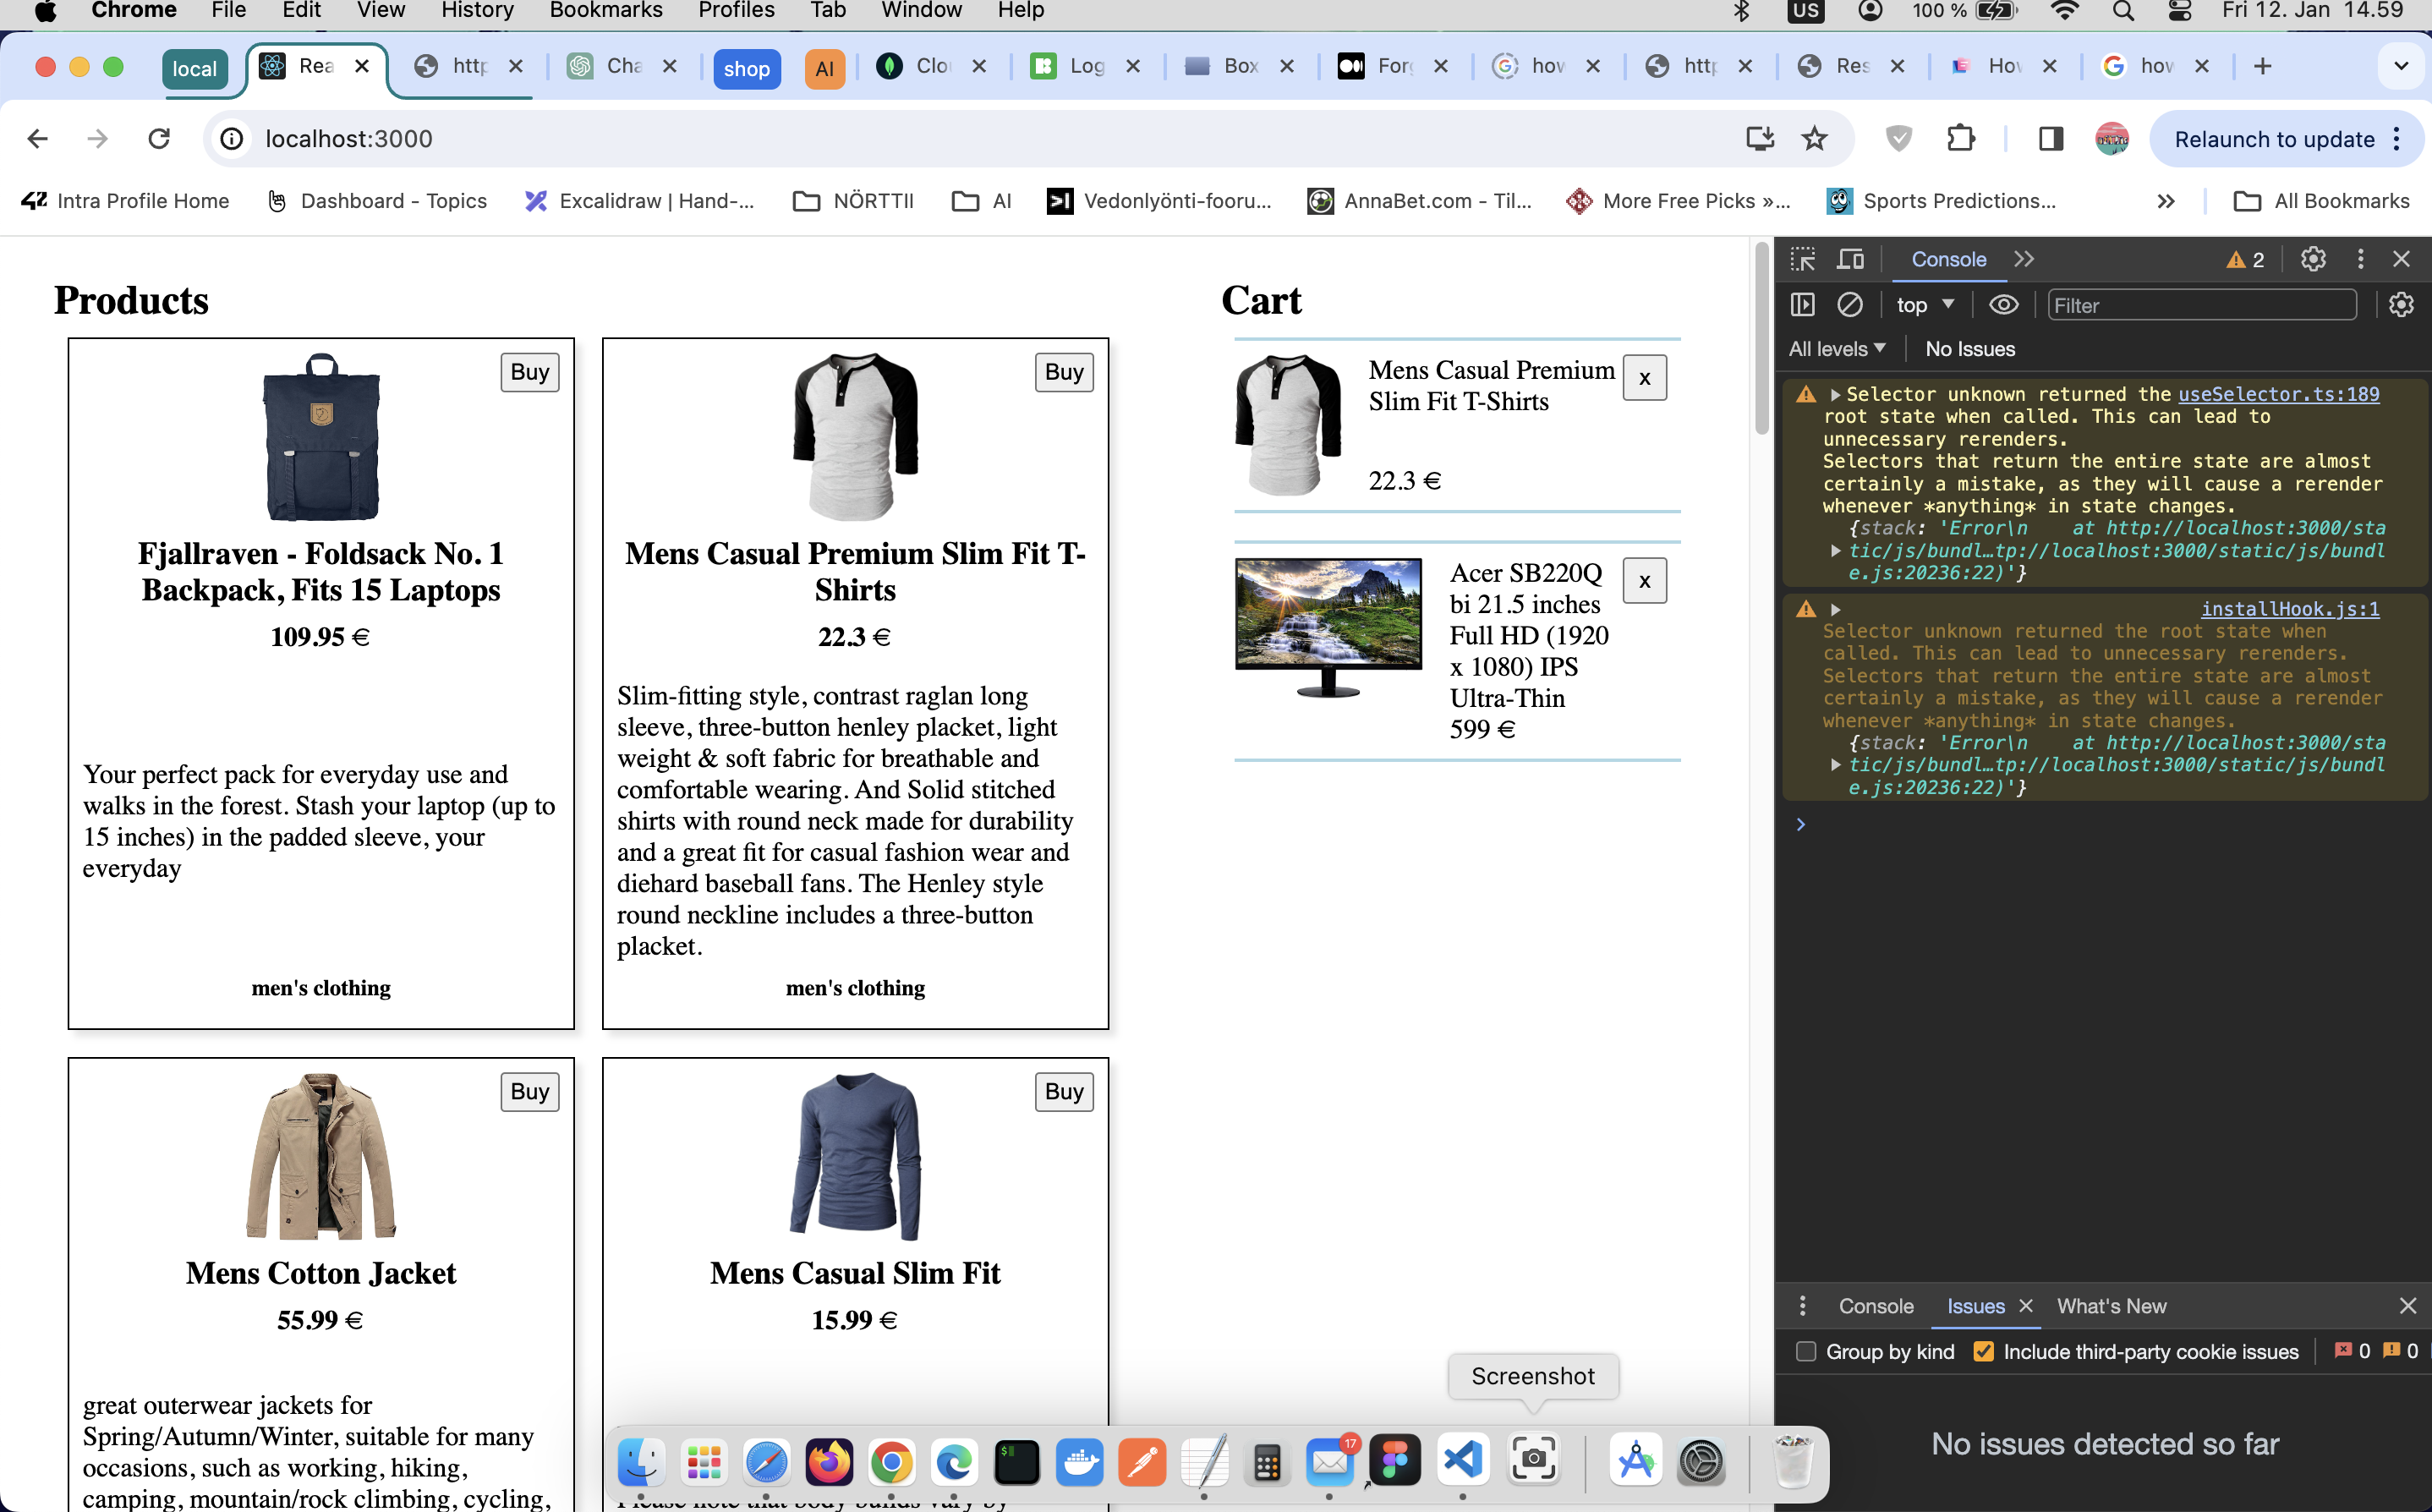 Chrome File Edit View History Bookmarks Profiles Tab Window Help US 100 % Fri 12. Jan 14.59
local Rea http Cha shop AI Clo Log Box For how http Res How how
localhost:3000 Relaunch to update
Intra Profile Home Dashboard - Topics Excalidraw | Hand-... NÖRTTII AI Vedonlyönti-fooru... AnnaBet.com - Til... More Free Picks »... Sports Predictions... » All Bookmarks
Products
Buy
Fjallraven - Foldsack No. 1
Backpack, Fits 15 Laptops
109.95 €
Your perfect pack for everyday use and
walks in the forest. Stash your laptop (up to
15 inches) in the padded sleeve, your
everyday
men's clothing
Buy
Mens Casual Premium Slim Fit T-
Shirts
22.3 €
Slim-fitting style, contrast raglan long
sleeve, three-button henley placket, light
weight & soft fabric for breathable and
comfortable wearing. And Solid stitched
shirts with round neck made for durability
and a great fit for casual fashion wear and
diehard baseball fans. The Henley style
round neckline includes a three-button
placket.
men's clothing
Buy
Mens Cotton Jacket
55.99 €
great outerwear jackets for
Spring/Autumn/Winter, suitable for many
occasions, such as working, hiking,
camping, mountain/rock climbing, cycling,
Buy
Mens Casual Slim Fit
15.99 €
Please note that body builds vary by
Cart
Mens Casual Premium
Slim Fit T-Shirts
x
22.3 €
Acer SB220Q
bi 21.5 inches
Full HD (1920
x 1080) IPS
Ultra-Thin
599 €
x
Console 2
top Filter
All levels No Issues
Selector unknown returned the useSelector.ts:189
root state when called. This can lead to
unnecessary rerenders.
Selectors that return the entire state are almost
certainly a mistake, as they will cause a rerender
whenever *anything* in state changes.
{stack: 'Error\n    at http://localhost:3000/sta
tic/js/bundl…tp://localhost:3000/static/js/bundl
e.js:20236:22)'}
installHook.js:1
Selector unknown returned the root state when
called. This can lead to unnecessary rerenders.
Selectors that return the entire state are almost
certainly a mistake, as they will cause a rerender
whenever *anything* in state changes.
{stack: 'Error\n    at http://localhost:3000/sta
tic/js/bundl…tp://localhost:3000/static/js/bundl
e.js:20236:22)'}
Console Issues What's New
Group by kind Include third-party cookie issues 0 0
No issues detected so far
Screenshot
17